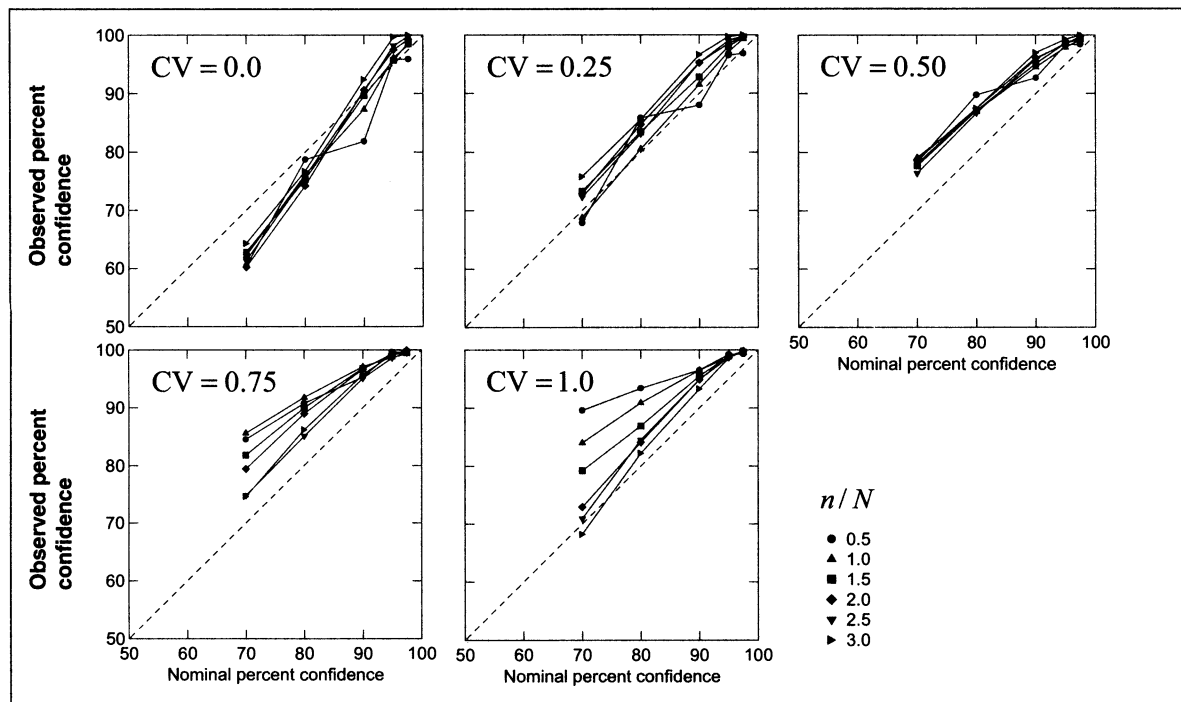 100
90
80
70
60
50
Observed percent
confidence
CV = 0.0
CV = 0.25
CV = 0.50
50 60 70 80 90 100
Nominal percent confidence
100
90
80
70
60
50
Observed percent
confidence
CV = 0.75
CV = 1.0
50 60 70 80 90 100
Nominal percent confidence
50 60 70 80 90 100
Nominal percent confidence
n/N
0.5
1.0
1.5
2.0
2.5
3.0